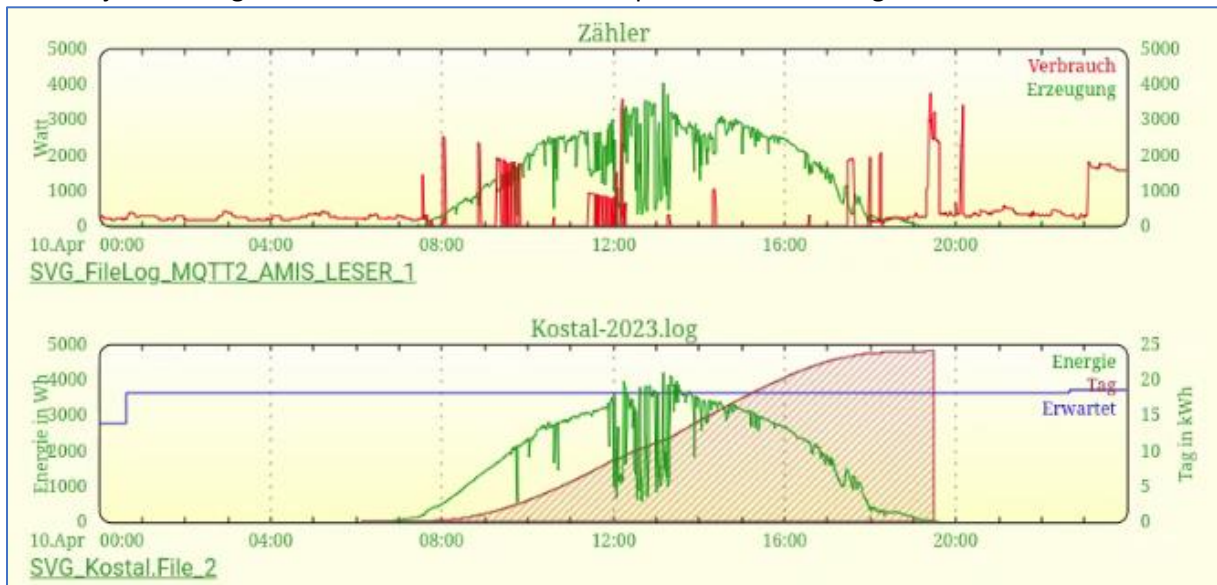 Zähler
5000 5000
Verbrauch
4000 4000
Erzeugung
3000 3000
Watt
2000 2000
1000 1000
0 0
10.Apr 00:00 04:00 08:00 12:00 16:00 20:00
SVG_FileLog_MQTT2_AMIS_LESER_1
Kostal-2023.log
5000 25
Energie
4000 Tag 20
Erwartet
3000 15
Energie in Wh Tag in kWh
2000 10
1000 5
0 0
10.Apr 00:00 04:00 08:00 12:00 16:00 20:00
SVG_Kostal.File_2